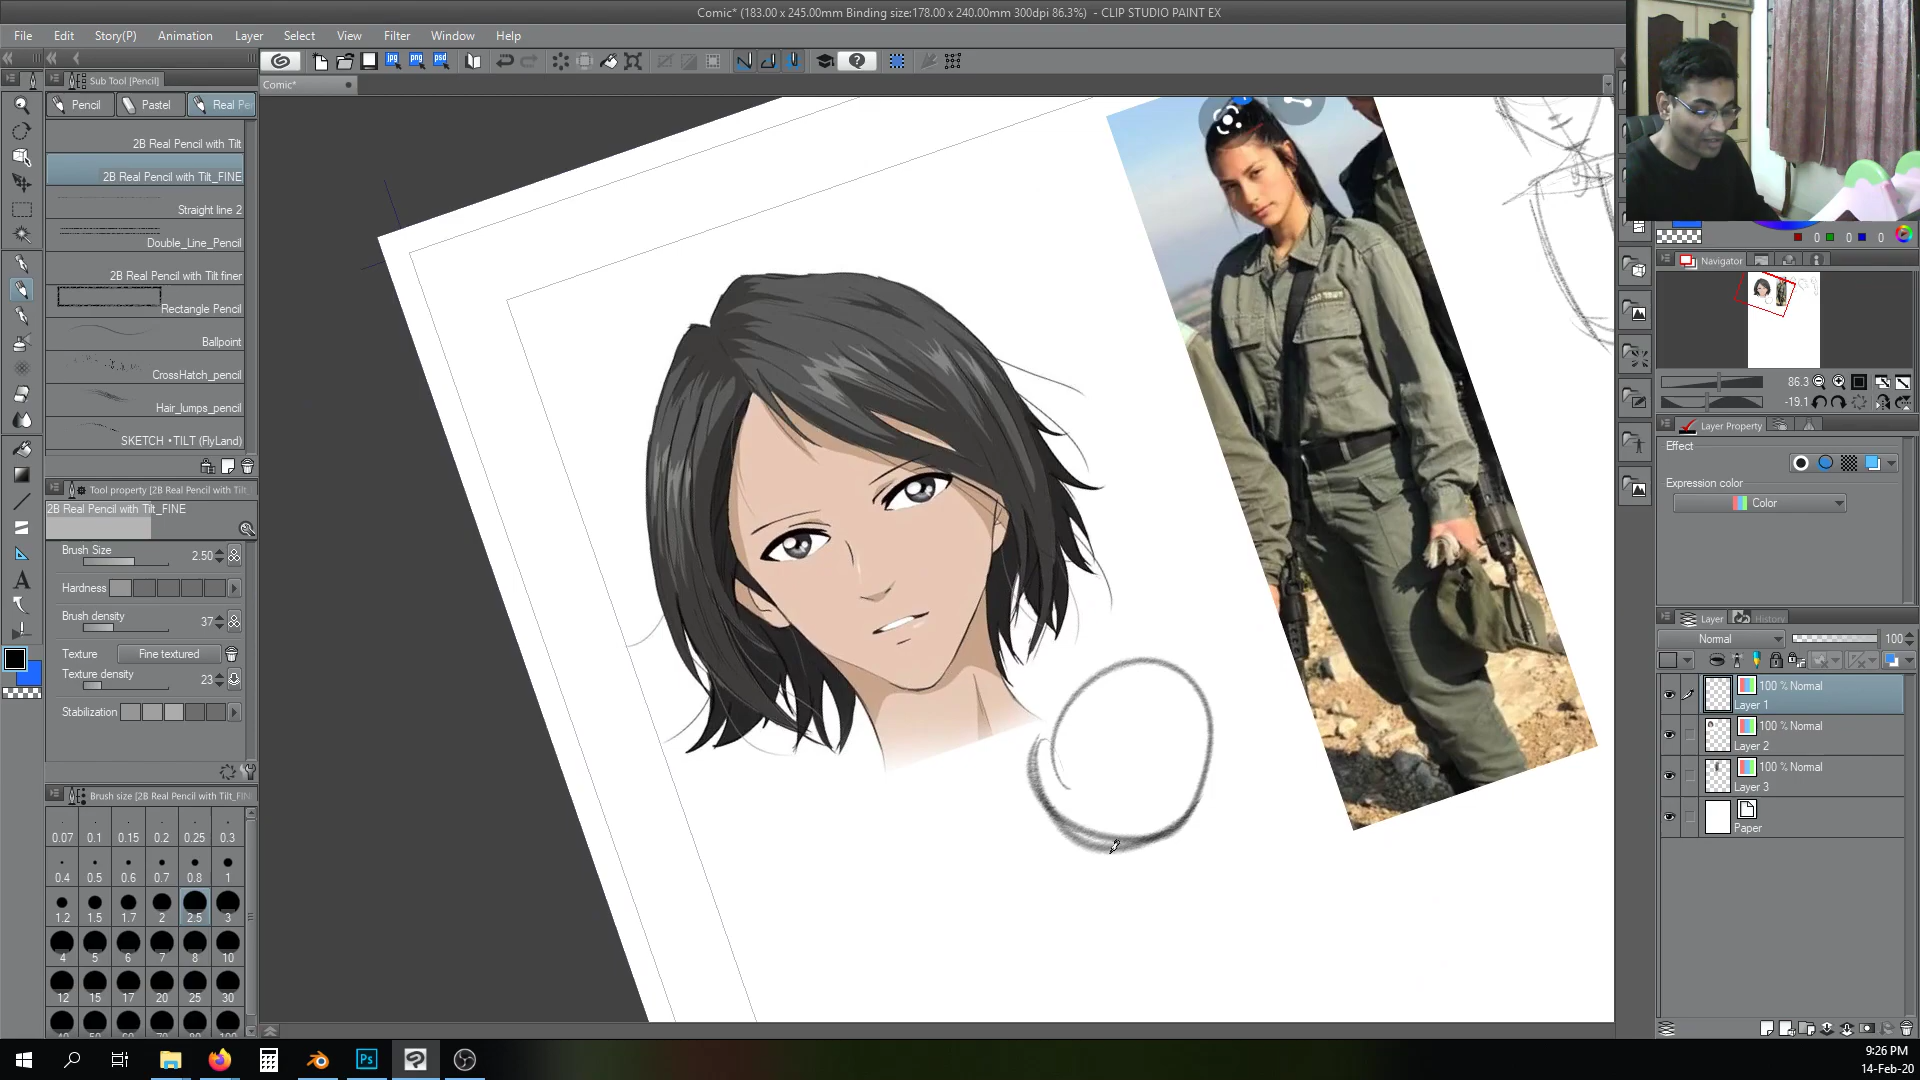 Comic* (183.00 x 245.00mm Binding size:178.00 x 240.00mm 300dpi 86.3%) - CLIP STUDIO PAINT EX
File Edit Story(P) Animation Layer Select View Filter Window Help
Sub Tool [Pencil]
Comic*
Pencil Pastel Real Pe
2B Real Pencil with Tilt
2B Real Pencil with Tilt_FINE
Straight line 2
Double_Line_Pencil
2B Real Pencil with Tilt finer
Rectangle Pencil
Ballpoint
CrossHatch_pencil
Hair_lumps_pencil
SKETCH •TILT (FlyLand)
Tool property [2B Real Pencil with Tilt_
2B Real Pencil with Tilt_FINE
Brush Size 2.50
Hardness
Brush density 37
Texture Fine textured
Texture density 23
Stabilization
Brush size [2B Real Pencil with Tilt_FIN
0.07 0.1 0.15 0.2 0.25 0.3
0.4 0.5 0.6 0.7 0.8 1
1.2 1.5 1.7 2 2.5 3
4 5 6 7 8 10
12 15 17 20 25 30
jpg png psd
0 0 0
Navigator
86.3
-19.1
Layer Property
Effect
Expression color
Color
Layer History
Normal 100
100 % Normal
Layer 1
100 % Normal
Layer 2
100 % Normal
Layer 3
Paper
Ps
9:26 PM
14-Feb-20